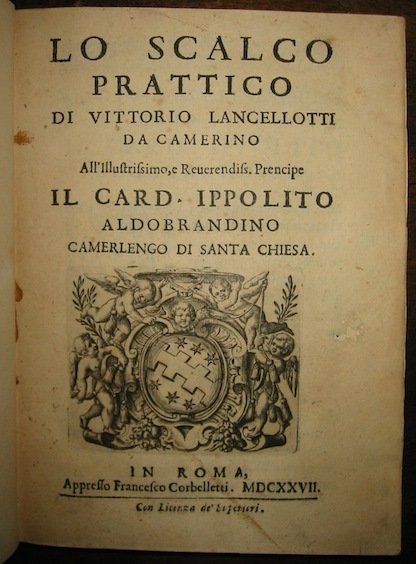 LO SCALCO
PRATTICO
DI VITTORIO LANCELLOTTI
DA CAMERINO
All'Illustrissimo, e Reuerendiss. Prencipe
IL CARD. IPPOLITO
ALDOBRANDINO
CAMERLENGO DI SANTA CHIESA.
IN ROMA,
Appresso Francesco Corbelletti. MDCXXVII.
Con Licenza de' Superiori.